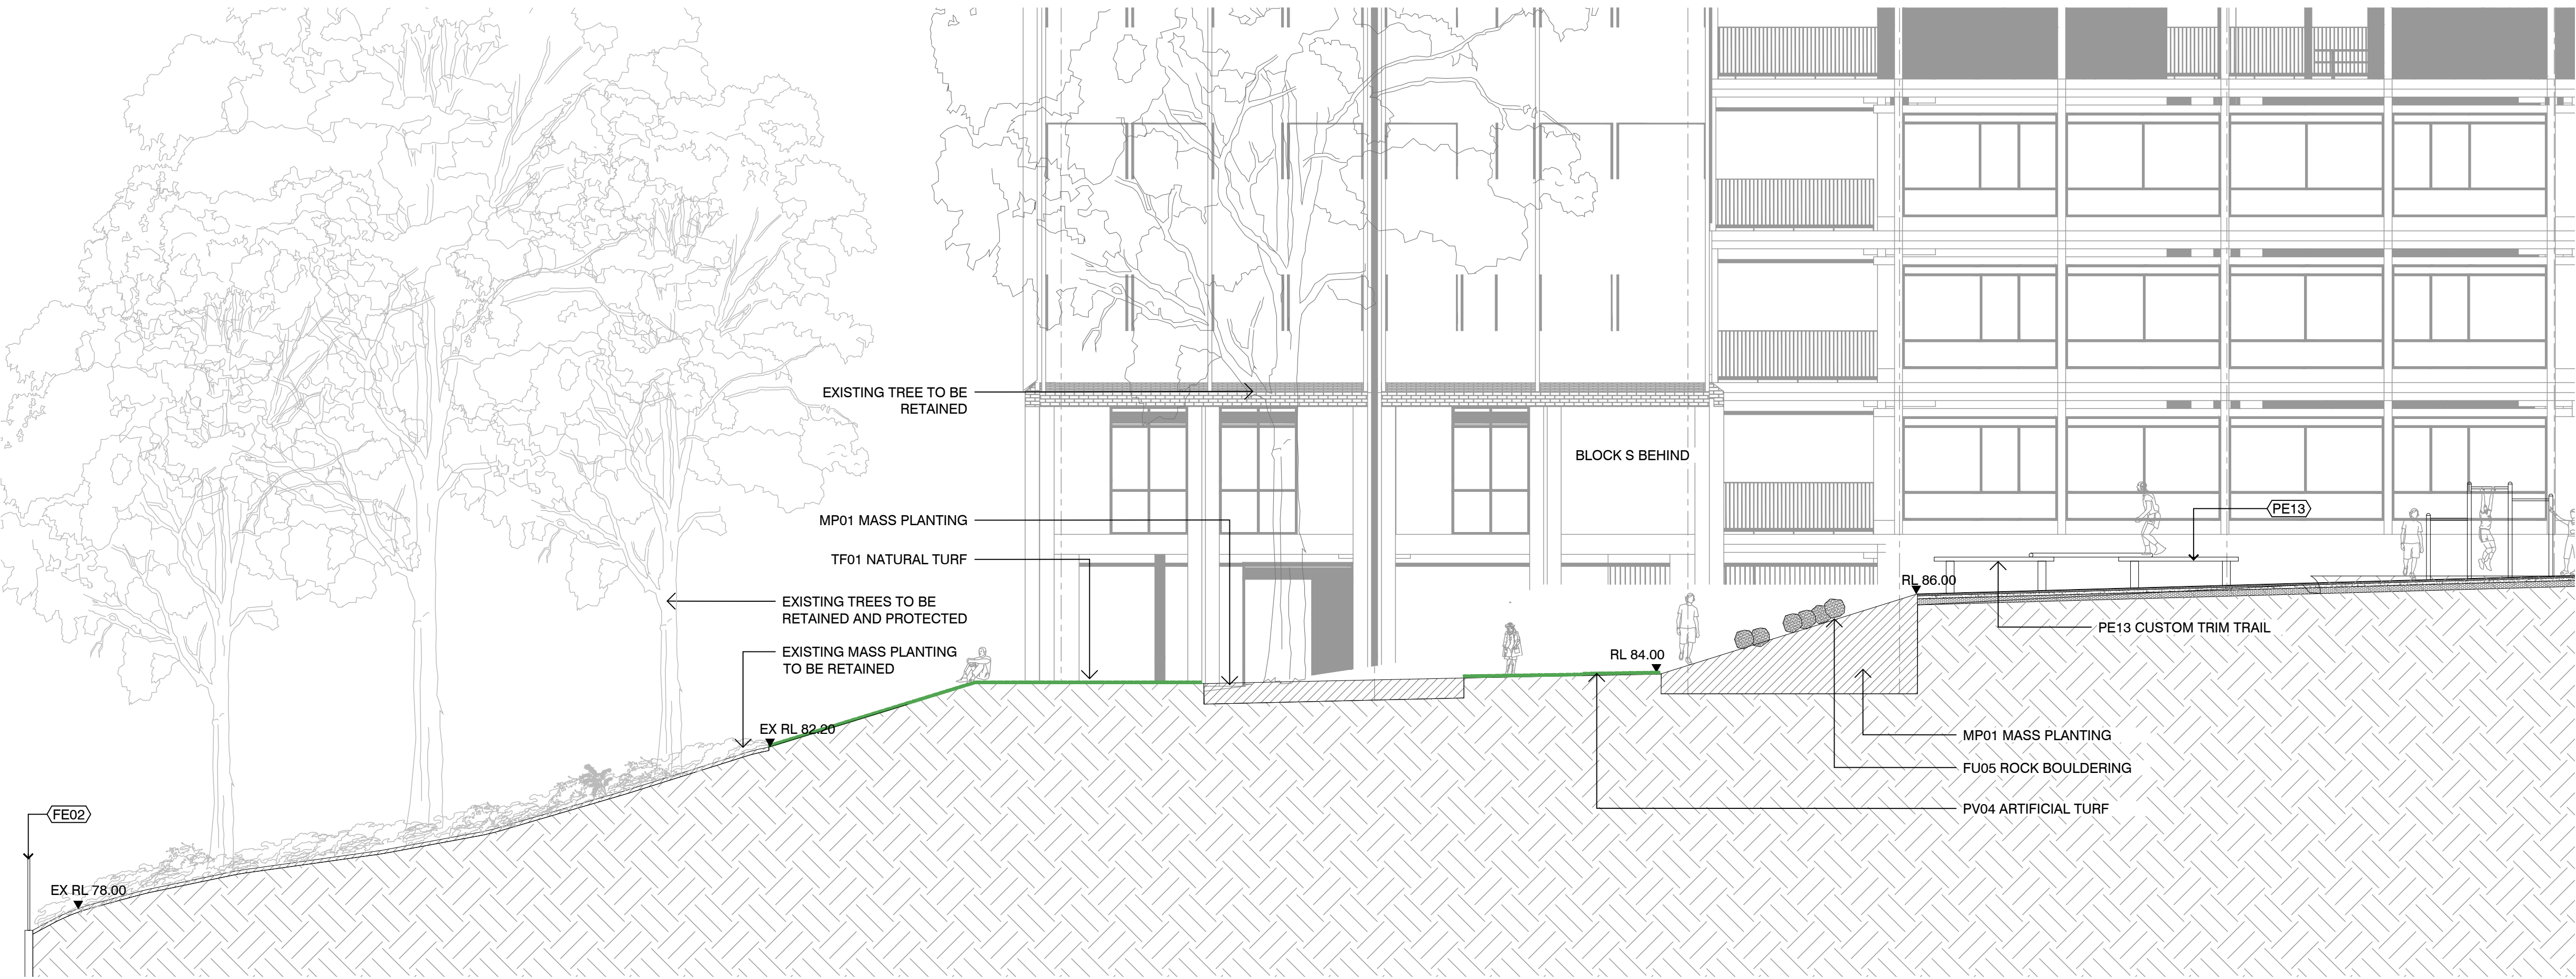 EXISTING TREE TO BE
RETAINED
BLOCK S BEHIND
MP01 MASS PLANTING
PE13
TF01 NATURAL TURF
RL 86.00
EXISTING TREES TO BE
RETAINED AND PROTECTED
PE13 CUSTOM TRIM TRAIL
EXISTING MASS PLANTING
TO BE RETAINED
RL 84.00
EX RL 82.20
MP01 MASS PLANTING
FU05 ROCK BOULDERING
PV04 ARTIFICIAL TURF
FE02
EX RL 78.00